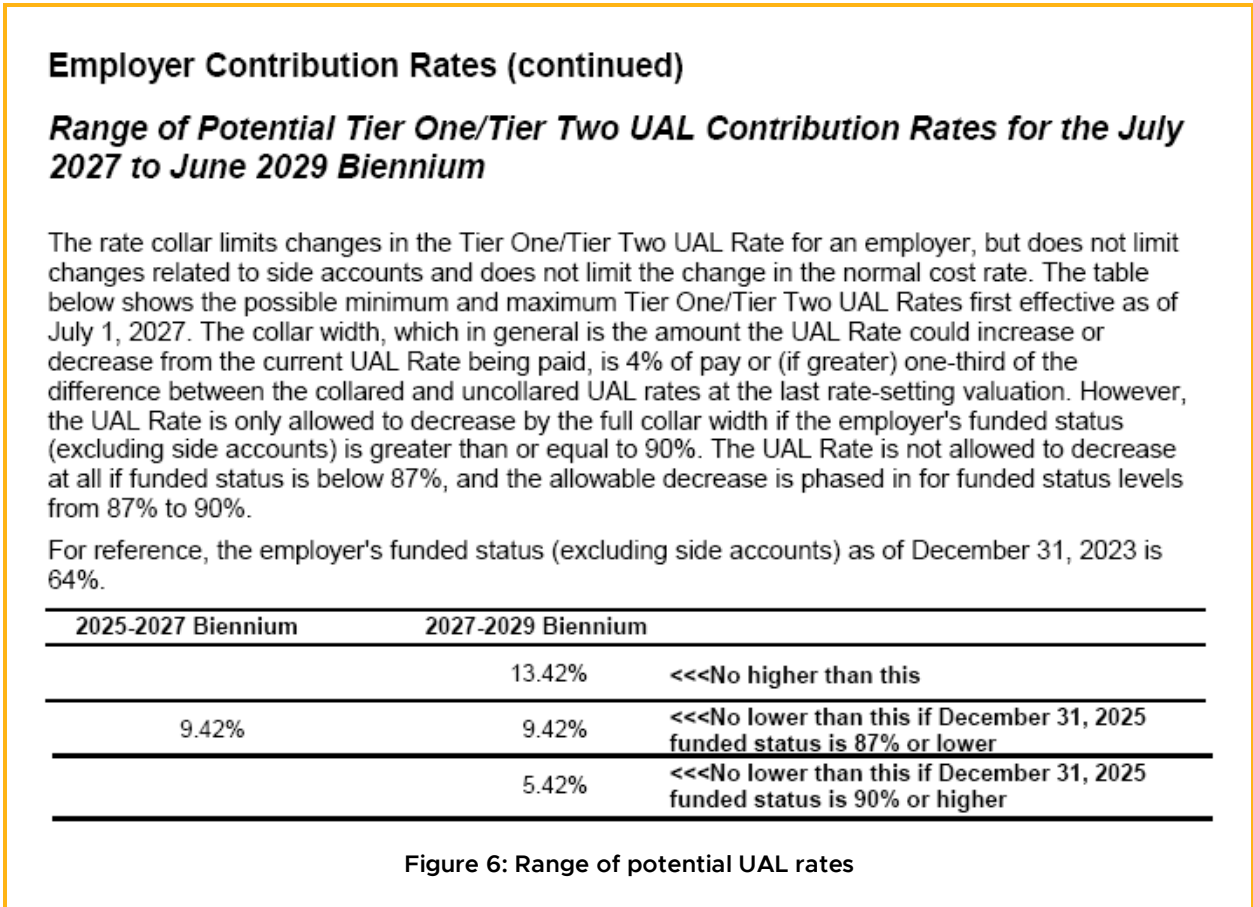 Employer Contribution Rates (continued)
Range of Potential Tier One/Tier Two UAL Contribution Rates for the July
2027 to June 2029 Biennium
The rate collar limits changes in the Tier One/Tier Two UAL Rate for an employer, but does not limit
changes related to side accounts and does not limit the change in the normal cost rate. The table
below shows the possible minimum and maximum Tier One/Tier Two UAL Rates first effective as of
July 1, 2027. The collar width, which in general is the amount the UAL Rate could increase or
decrease from the current UAL Rate being paid, is 4% of pay or (if greater) one-third of the
difference between the collared and uncollared UAL rates at the last rate-setting valuation. However,
the UAL Rate is only allowed to decrease by the full collar width if the employer's funded status
(excluding side accounts) is greater than or equal to 90%. The UAL Rate is not allowed to decrease
at all if funded status is below 87%, and the allowable decrease is phased in for funded status levels
from 87% to 90%.
For reference, the employer's funded status (excluding side accounts) as of December 31, 2023 is
64%.
2025-2027 Biennium 2027-2029 Biennium
13.42% <<<No higher than this
9.42% 9.42% <<<No lower than this if December 31, 2025
funded status is 87% or lower
5.42% <<<No lower than this if December 31, 2025
funded status is 90% or higher
Figure 6: Range of potential UAL rates